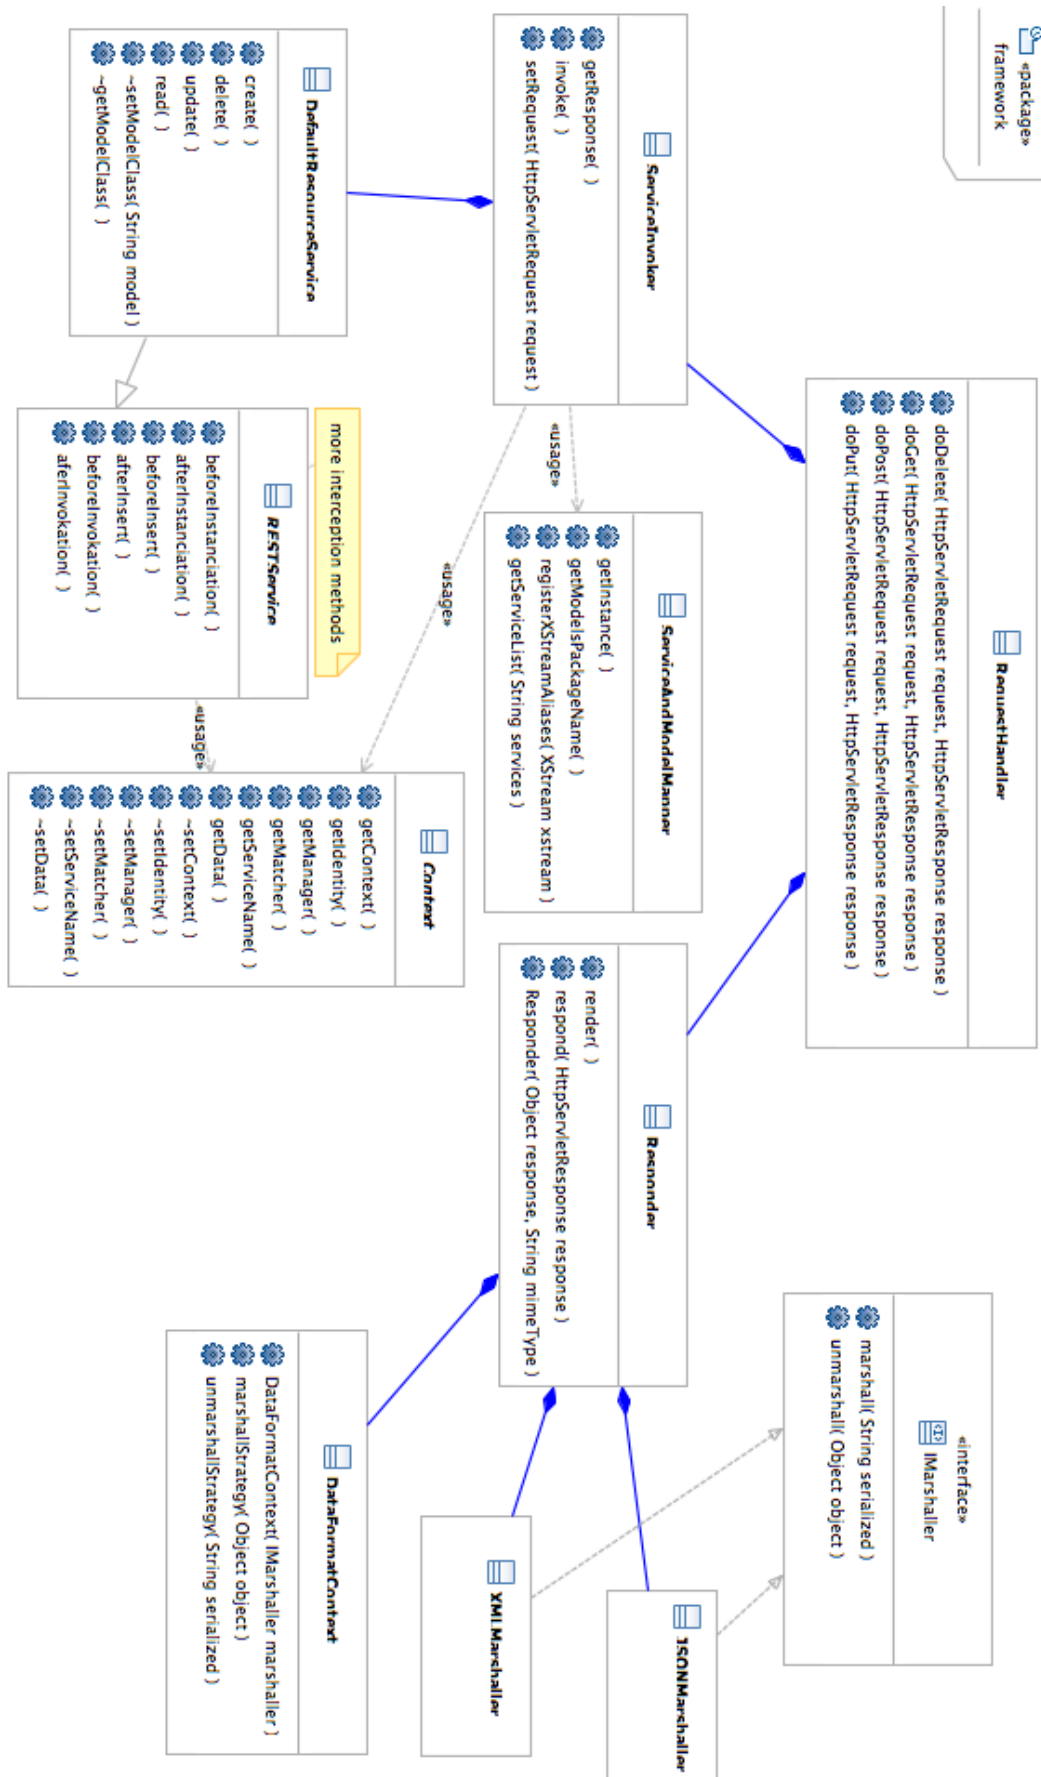 «package»
framework
RequestHandler
doDelete( HttpServletRequest request, HttpServletResponse response )
doGet( HttpServletRequest request, HttpServletResponse response )
doPost( HttpServletRequest request, HttpServletResponse response )
doPut( HttpServletRequest request, HttpServletResponse response )
«interface»
IMarshaller
marshall( String serialized )
unmarshall( Object object )
ServiceInvoker
getResponse( )
invoke( )
setRequest( HttpServletRequest request )
«usage»
«usage»
ServiceAndModelManner
getInstance( )
getModelsPackageName( )
registerXStreamAliases( XStream xstream )
getServiceList( String services )
Responder
render( )
respond( HttpServletResponse response )
Responder( Object response, String mimeType )
JSONMarshaller
XMLMarshaller
DefaultResourceService
create( )
delete( )
update( )
read( )
~setModelClass( String model )
~getModelClass( )
more interception methods
RESTService
beforeInstanciation( )
afterInstanciation( )
beforeInsert( )
afterInsert( )
beforeInvokation( )
aferInvokation( )
«usage»
Context
getContext( )
getIdentity( )
getManager( )
getMatcher( )
getServiceName( )
getData( )
~setContext( )
~setIdentity( )
~setManager( )
~setMatcher( )
~setServiceName( )
~setData( )
DataFormatContext
DataFormatContext( IMarshaller marshaller )
marshallStrategy( Object object )
unmarshallStrategy( String serialized )